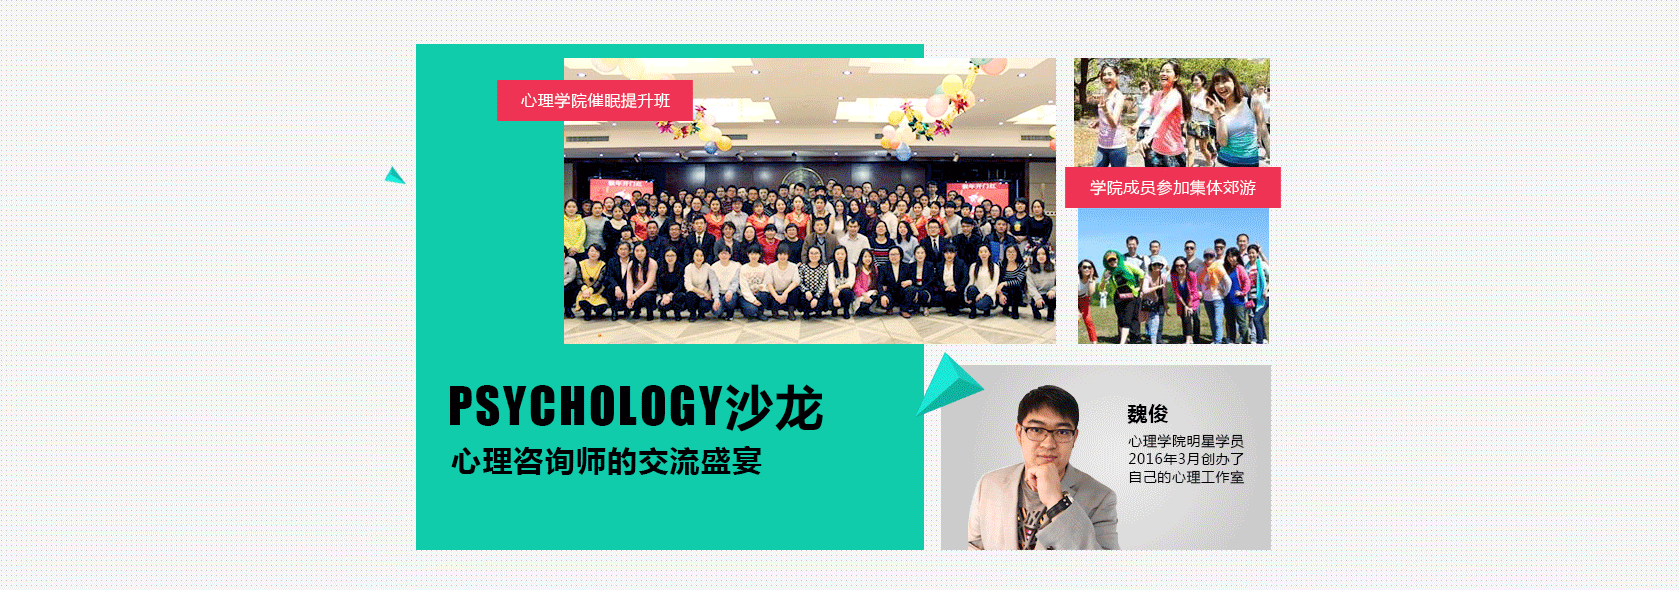 心理学院催眠提升班
学院成员参加集体郊游
PSYCHOLOGY沙龙
心理咨询师的交流盛宴
魏俊
心理学院明星学员
2016年3月创办了
自己的心理工作室